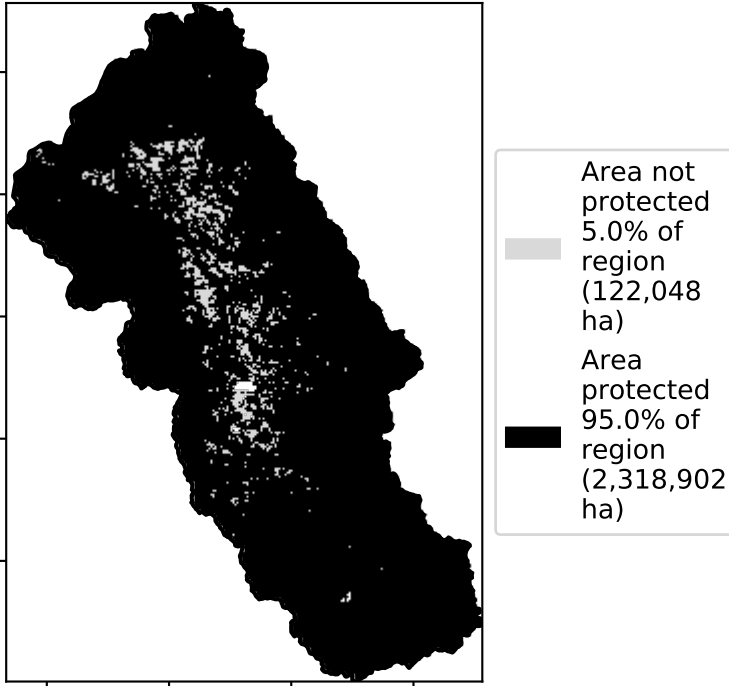 Area not
protected
5.0% of
region
(122,048
ha)
Area
protected
95.0% of
region
(2,318,902
ha)